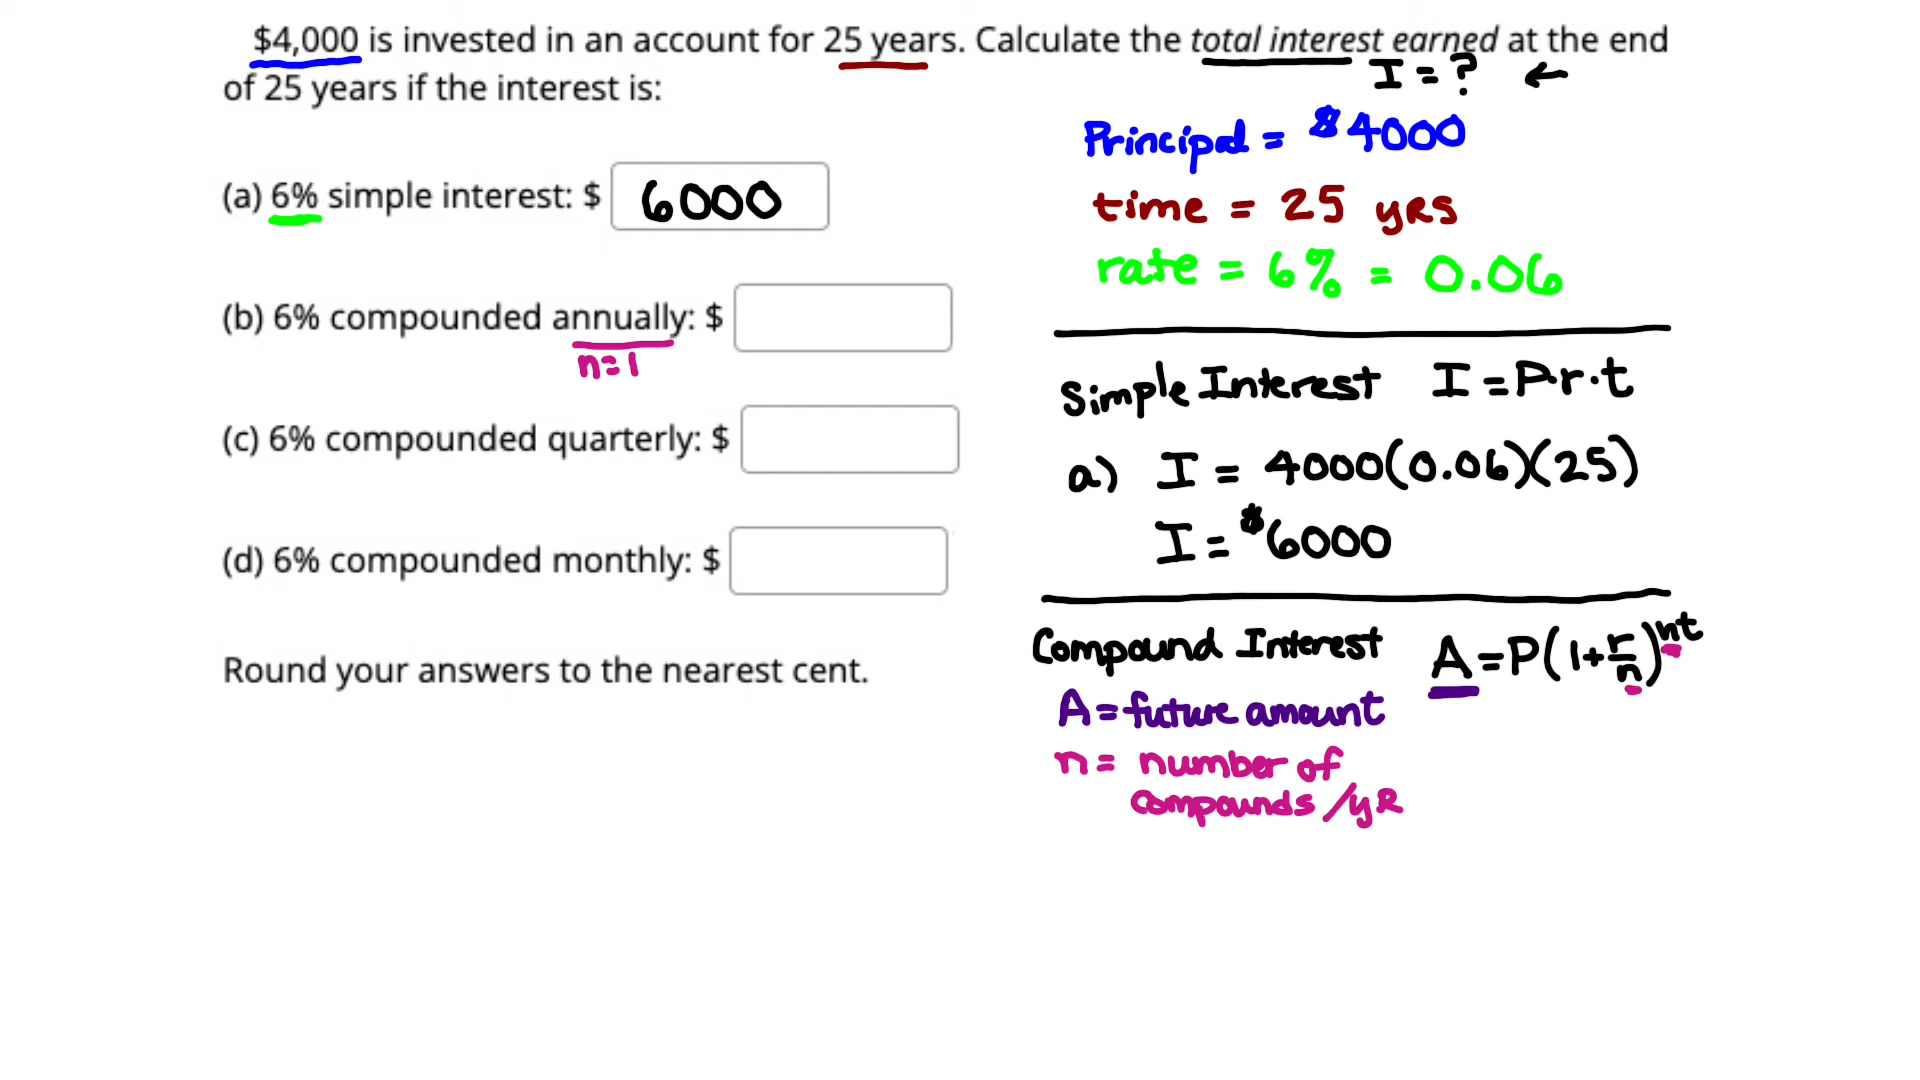 $4,000 is invested in an account for 25 years. Calculate the total interest earned at the end
I = ? ←
of 25 years if the interest is:
Principal = $4000
(a) 6% simple interest: $ 6000
time = 25 yRS
rate = 6% = 0.06
(b) 6% compounded annually: $
n=1
Simple Interest I = P·r·t
(c) 6% compounded quarterly: $
a) I = 4000(0.06)(25)
I = $6000
(d) 6% compounded monthly: $
Compound Interest A=P(1+r/n)^nt
Round your answers to the nearest cent.
A = future amount
n = number of
compounds/yR